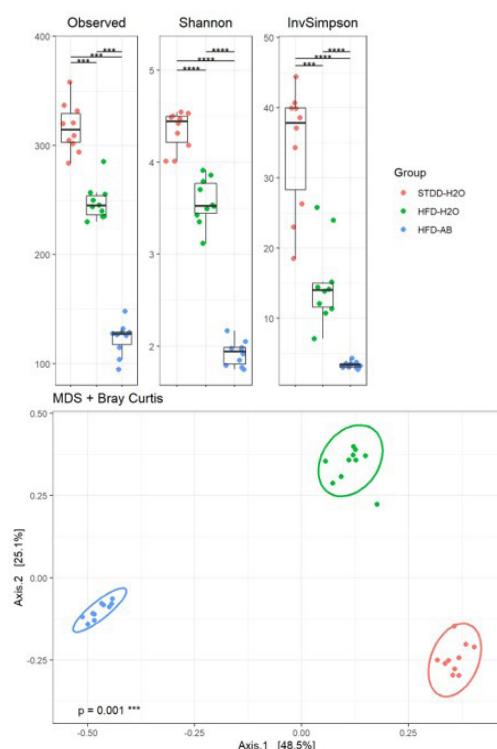 Observed
Shannon
InvSimpson
400
300
200
100
***
***
***
5
4
3
2
****
****
****
50
40
30
20
10
****
****
***
Group
STDD-H2O
HFD-H2O
HFD-AB
MDS + Bray Curtis
Axis.2 [25.1%]
0.50
0.25
0.00
-0.25
p = 0.001 ***
-0.50
-0.25
0.00
0.25
Axis.1 [48.5%]